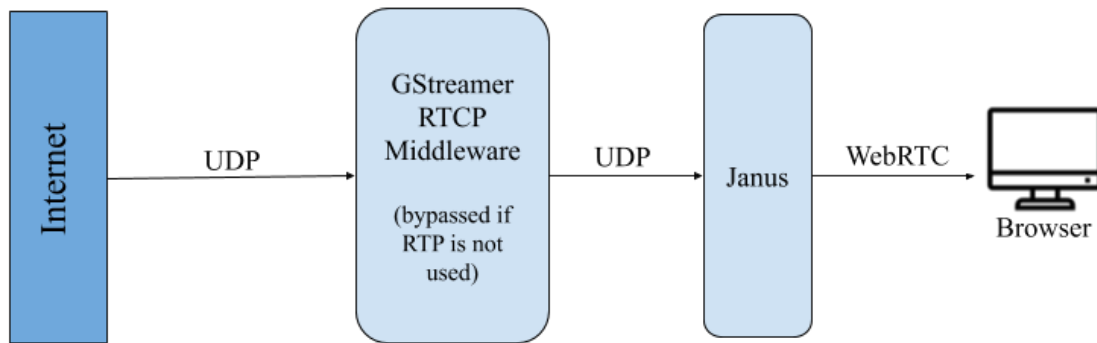 Internet
UDP
GStreamer
RTCP
Middleware
(bypassed if
RTP is not
used)
UDP
Janus
WebRTC
Browser